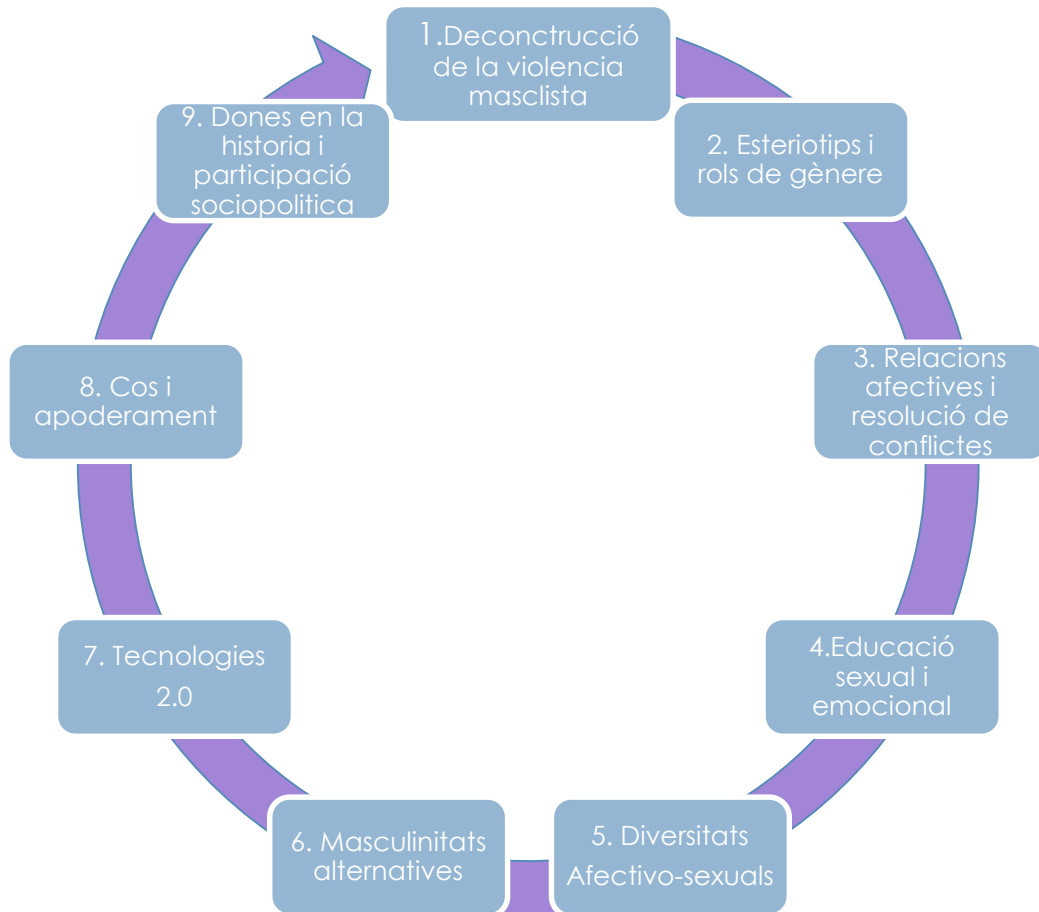 1.Deconctrucció
de la violencia
masclista
2. Esteriotips i
rols de gènere
3. Relacions
afectives i
resolució de
conflictes
4.Educació
sexual i
emocional
5. Diversitats
Afectivo-sexuals
6. Masculinitats
alternatives
7. Tecnologies
2.0
8. Cos i
apoderament
9. Dones en la
historia i
participació
sociopolitica